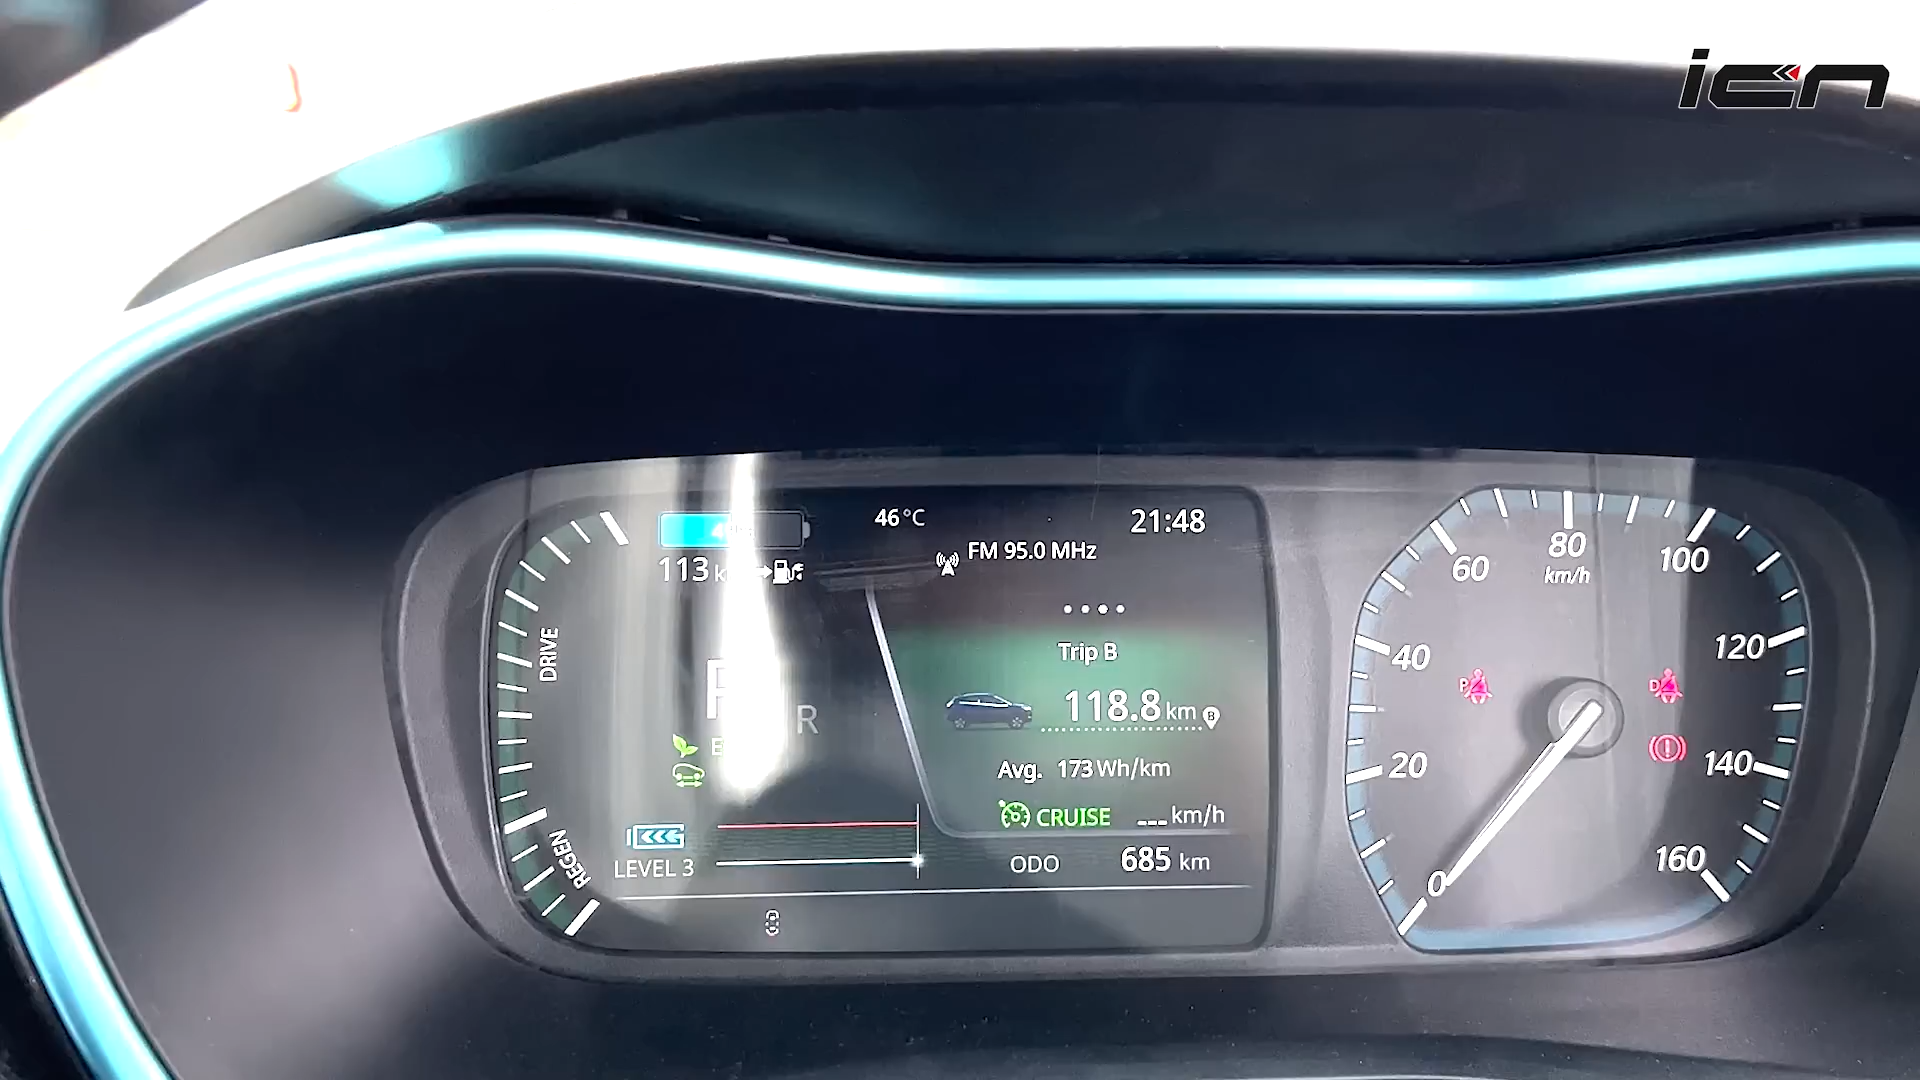 ien
46°C
21:48
113
FM 95.0 MHz
Trip B
118.8 km B
Avg. 173 Wh/km
CRUISE ___ km/h
ODO 685 km
R
DRIVE
REGEN
LEVEL 3
0
20
40
60
80
100
120
140
160
km/h
P
D